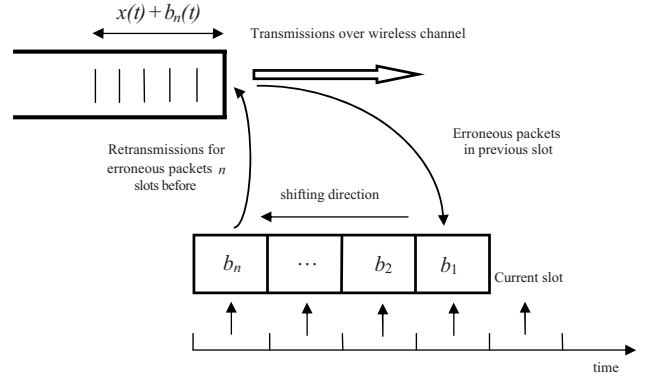 x(t) + b_n(t)
Transmissions over wireless channel
Erroneous packets
in previous slot
Retransmissions for
erroneous packets n
slots before
shifting direction
b_n ... b_2 b_1
Current slot
time